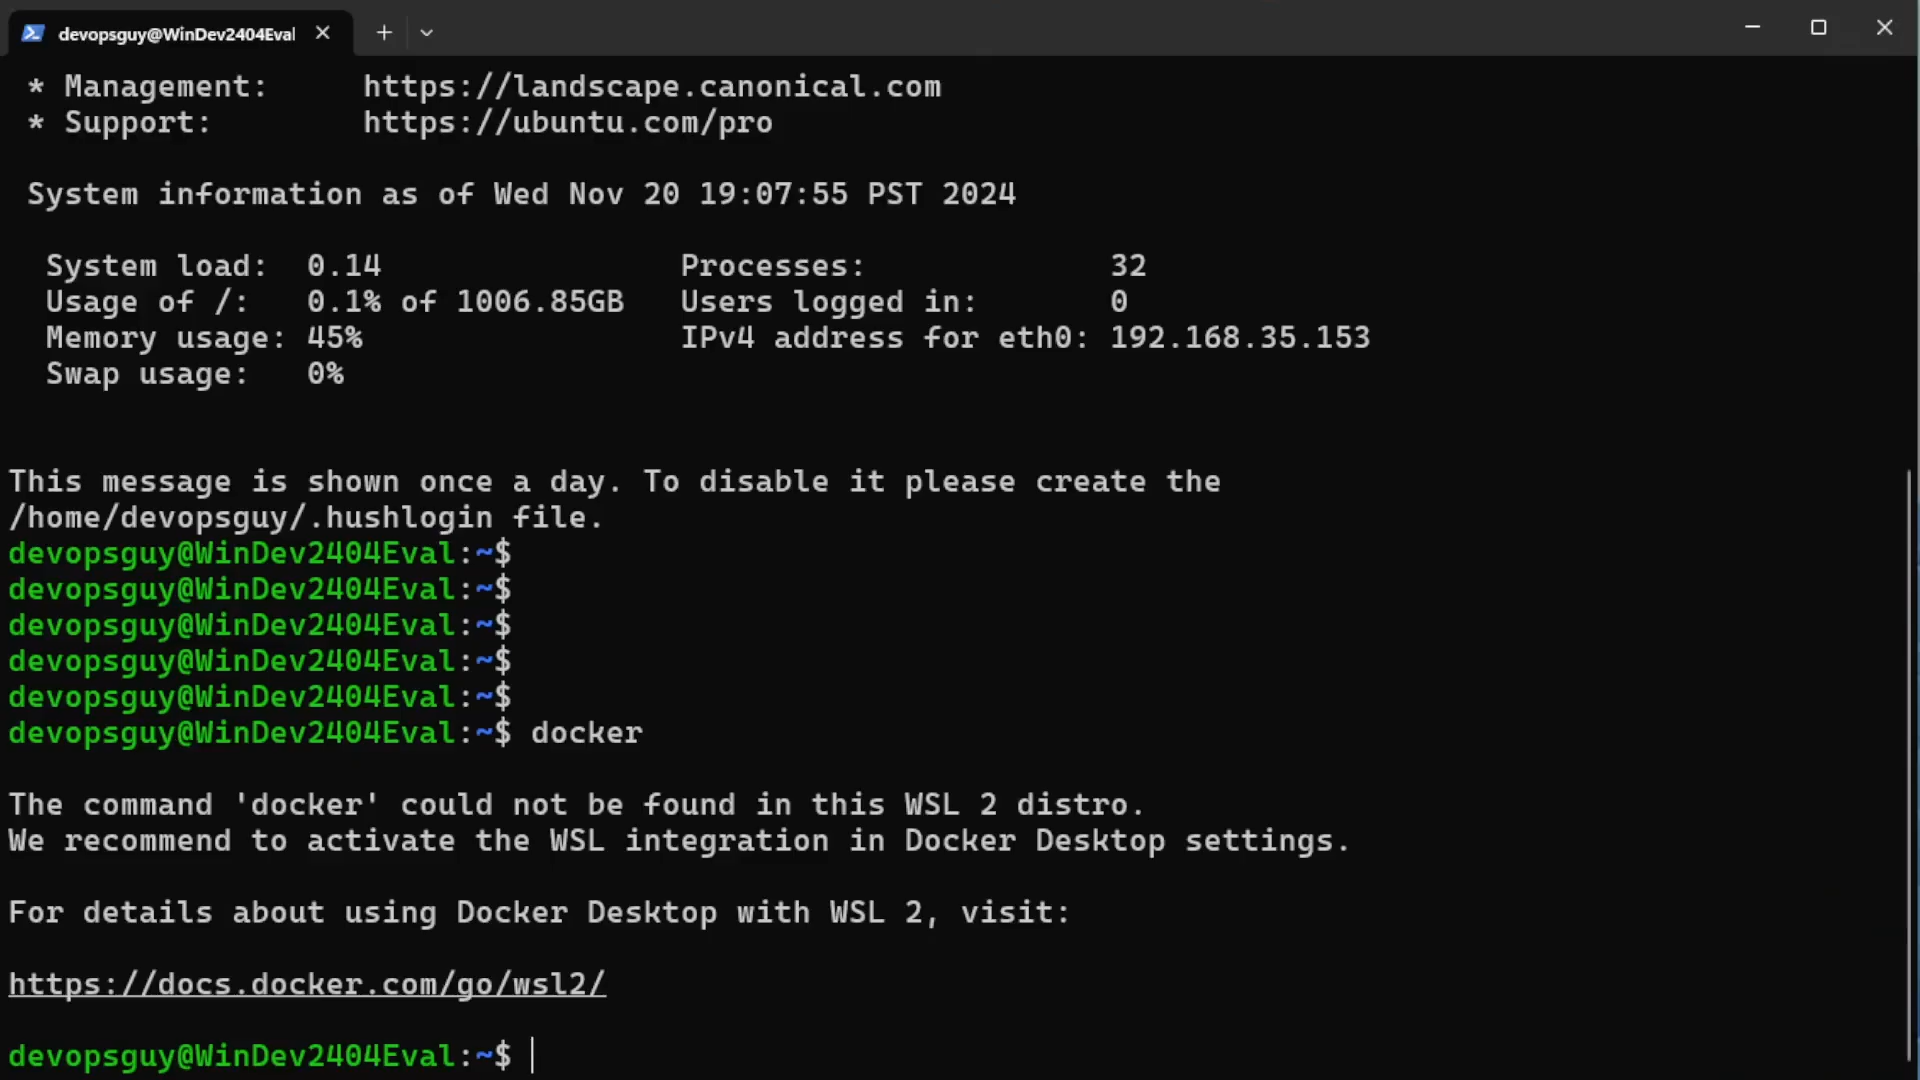 devopsguy@WinDev2404Eval
* Management:     https://landscape.canonical.com
* Support:        https://ubuntu.com/pro
System information as of Wed Nov 20 19:07:55 PST 2024
System load:  0.14                Processes:             32
Usage of /:   0.1% of 1006.85GB   Users logged in:       0
Memory usage: 45%                 IPv4 address for eth0: 192.168.35.153
Swap usage:   0%
This message is shown once a day. To disable it please create the
/home/devopsguy/.hushlogin file.
devopsguy@WinDev2404Eval:~$
devopsguy@WinDev2404Eval:~$
devopsguy@WinDev2404Eval:~$
devopsguy@WinDev2404Eval:~$
devopsguy@WinDev2404Eval:~$
devopsguy@WinDev2404Eval:~$ docker
The command 'docker' could not be found in this WSL 2 distro.
We recommend to activate the WSL integration in Docker Desktop settings.
For details about using Docker Desktop with WSL 2, visit:
https://docs.docker.com/go/wsl2/
devopsguy@WinDev2404Eval:~$